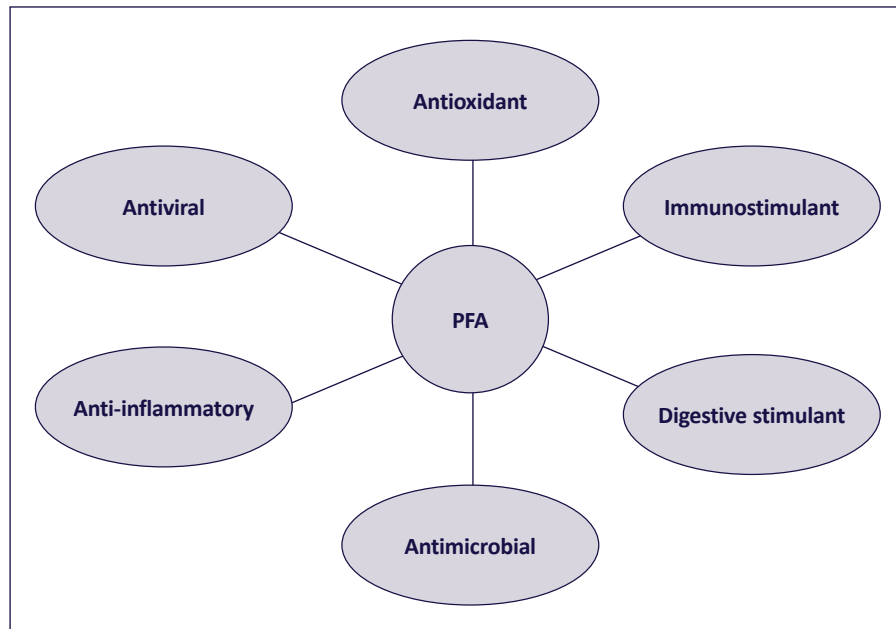 Antioxidant
Antiviral
Immunostimulant
PFA
Anti-inflammatory
Digestive stimulant
Antimicrobial